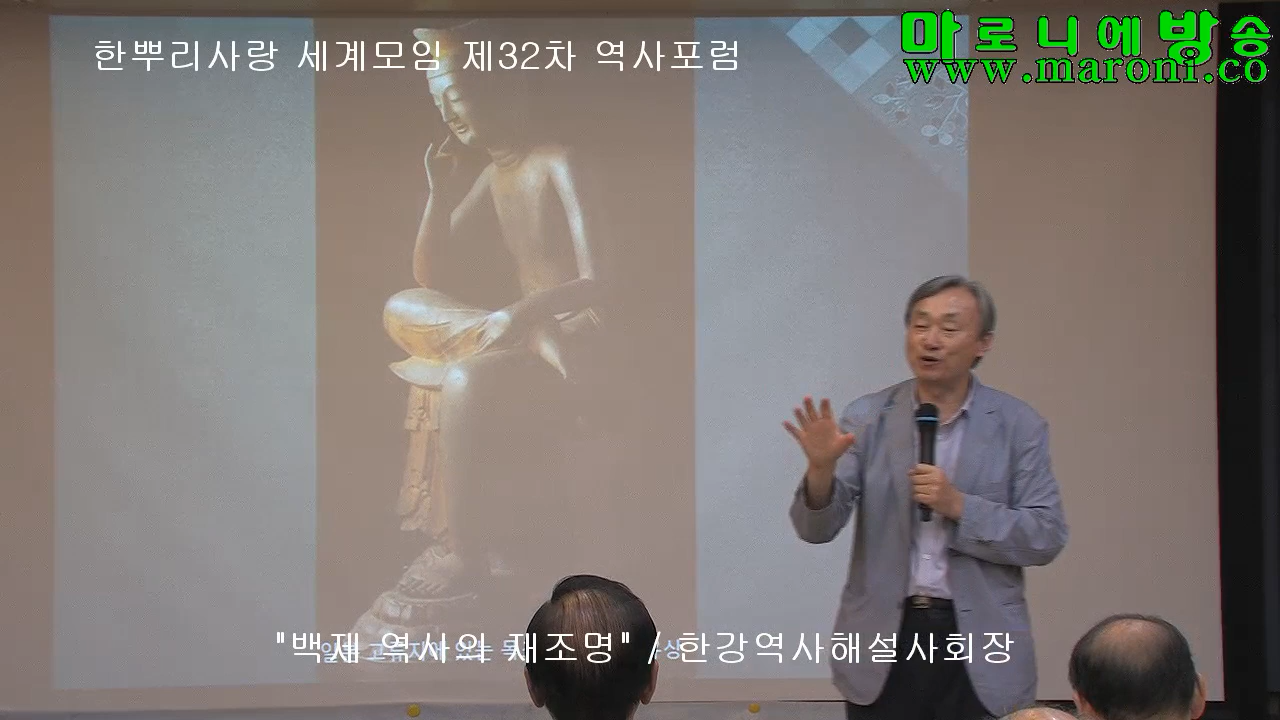 한뿌리사랑 세계모임 제32차 역사포럼
마로니에방송
www.maroni.co
"백제 역사의 재조명" / 한강역사해설사회장